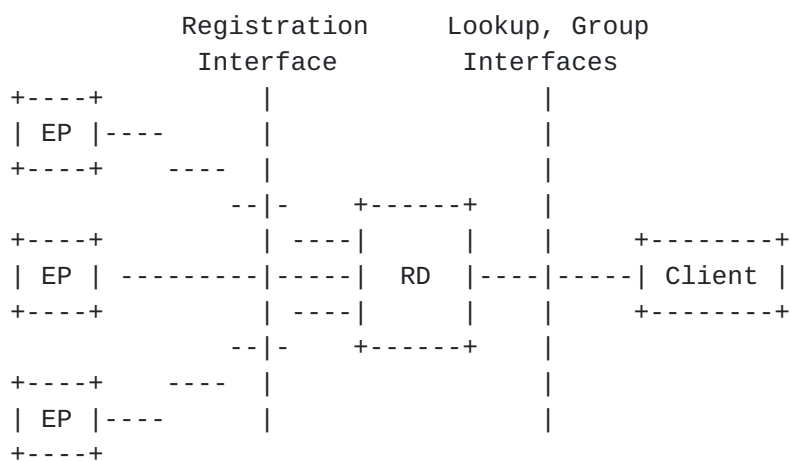 Registration Lookup, Group
Interface Interfaces
EP
EP RD Client
EP